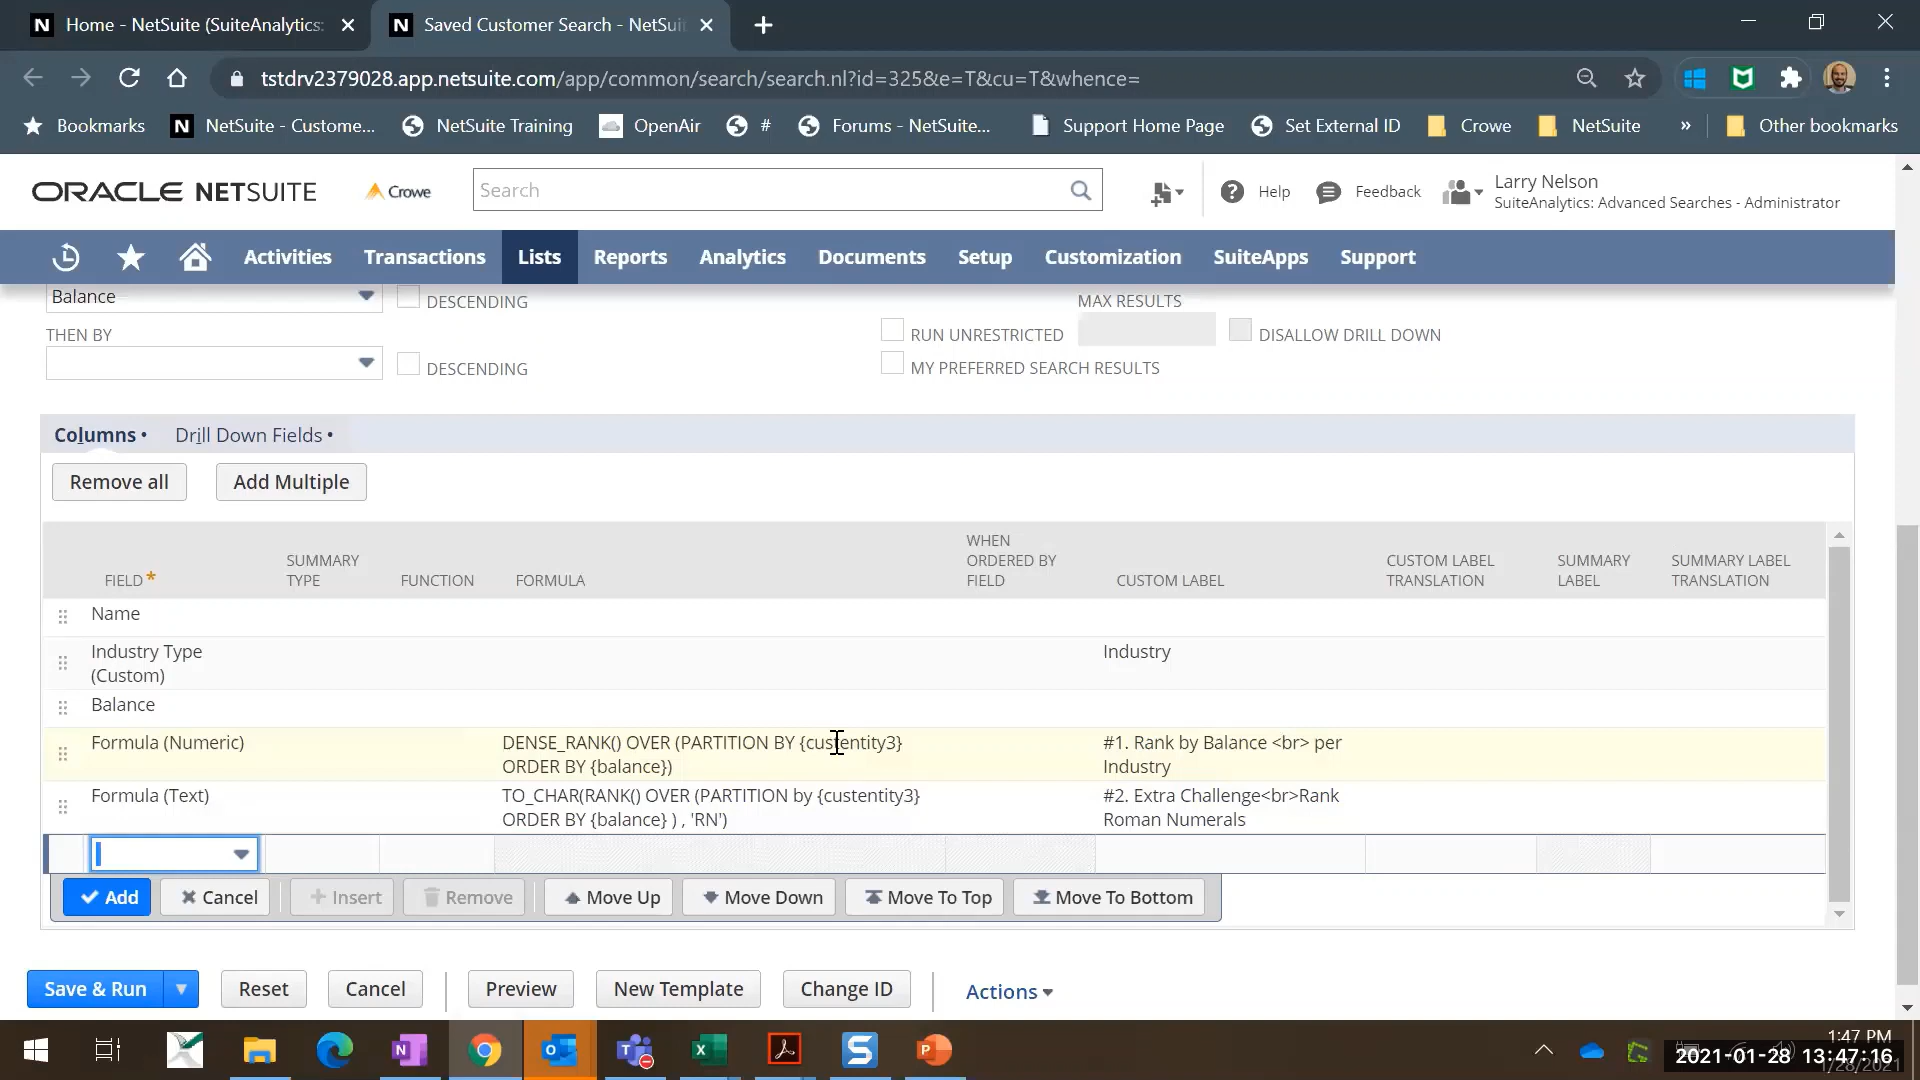 Home - NetSuite (SuiteAnalytics:
Saved Customer Search - NetSui
tstdrv2379028.app.netsuite.com/app/common/search/search.nl?id=325&e=T&cu=T&whence=
Bookmarks
NetSuite - Custome...
NetSuite Training
OpenAir
#
Forums - NetSuite...
Support Home Page
Set External ID
Crowe
NetSuite
»
Other bookmarks
ORACLE NETSUITE
Crowe
Search
Help
Feedback
Larry Nelson
SuiteAnalytics: Advanced Searches - Administrator
Activities
Transactions
Lists
Reports
Analytics
Documents
Setup
Customization
SuiteApps
Support
Balance
DESCENDING
MAX RESULTS
THEN BY
RUN UNRESTRICTED
DISALLOW DRILL DOWN
DESCENDING
MY PREFERRED SEARCH RESULTS
Columns •
Drill Down Fields •
Remove all
Add Multiple
FIELD *
SUMMARY
TYPE
FUNCTION
FORMULA
WHEN
ORDERED BY
FIELD
CUSTOM LABEL
CUSTOM LABEL
TRANSLATION
SUMMARY
LABEL
SUMMARY LABEL
TRANSLATION
Name
Industry Type
(Custom)
Industry
Balance
Formula (Numeric)
DENSE_RANK() OVER (PARTITION BY {custentity3}
ORDER BY {balance})
#1. Rank by Balance <br> per
Industry
Formula (Text)
TO_CHAR(RANK() OVER (PARTITION by {custentity3}
ORDER BY {balance} ) , 'RN')
#2. Extra Challenge<br>Rank
Roman Numerals
Add
Cancel
Insert
Remove
Move Up
Move Down
Move To Top
Move To Bottom
Save & Run
Reset
Cancel
Preview
New Template
Change ID
Actions
1:47 PM
2021-01-28 13:47:16